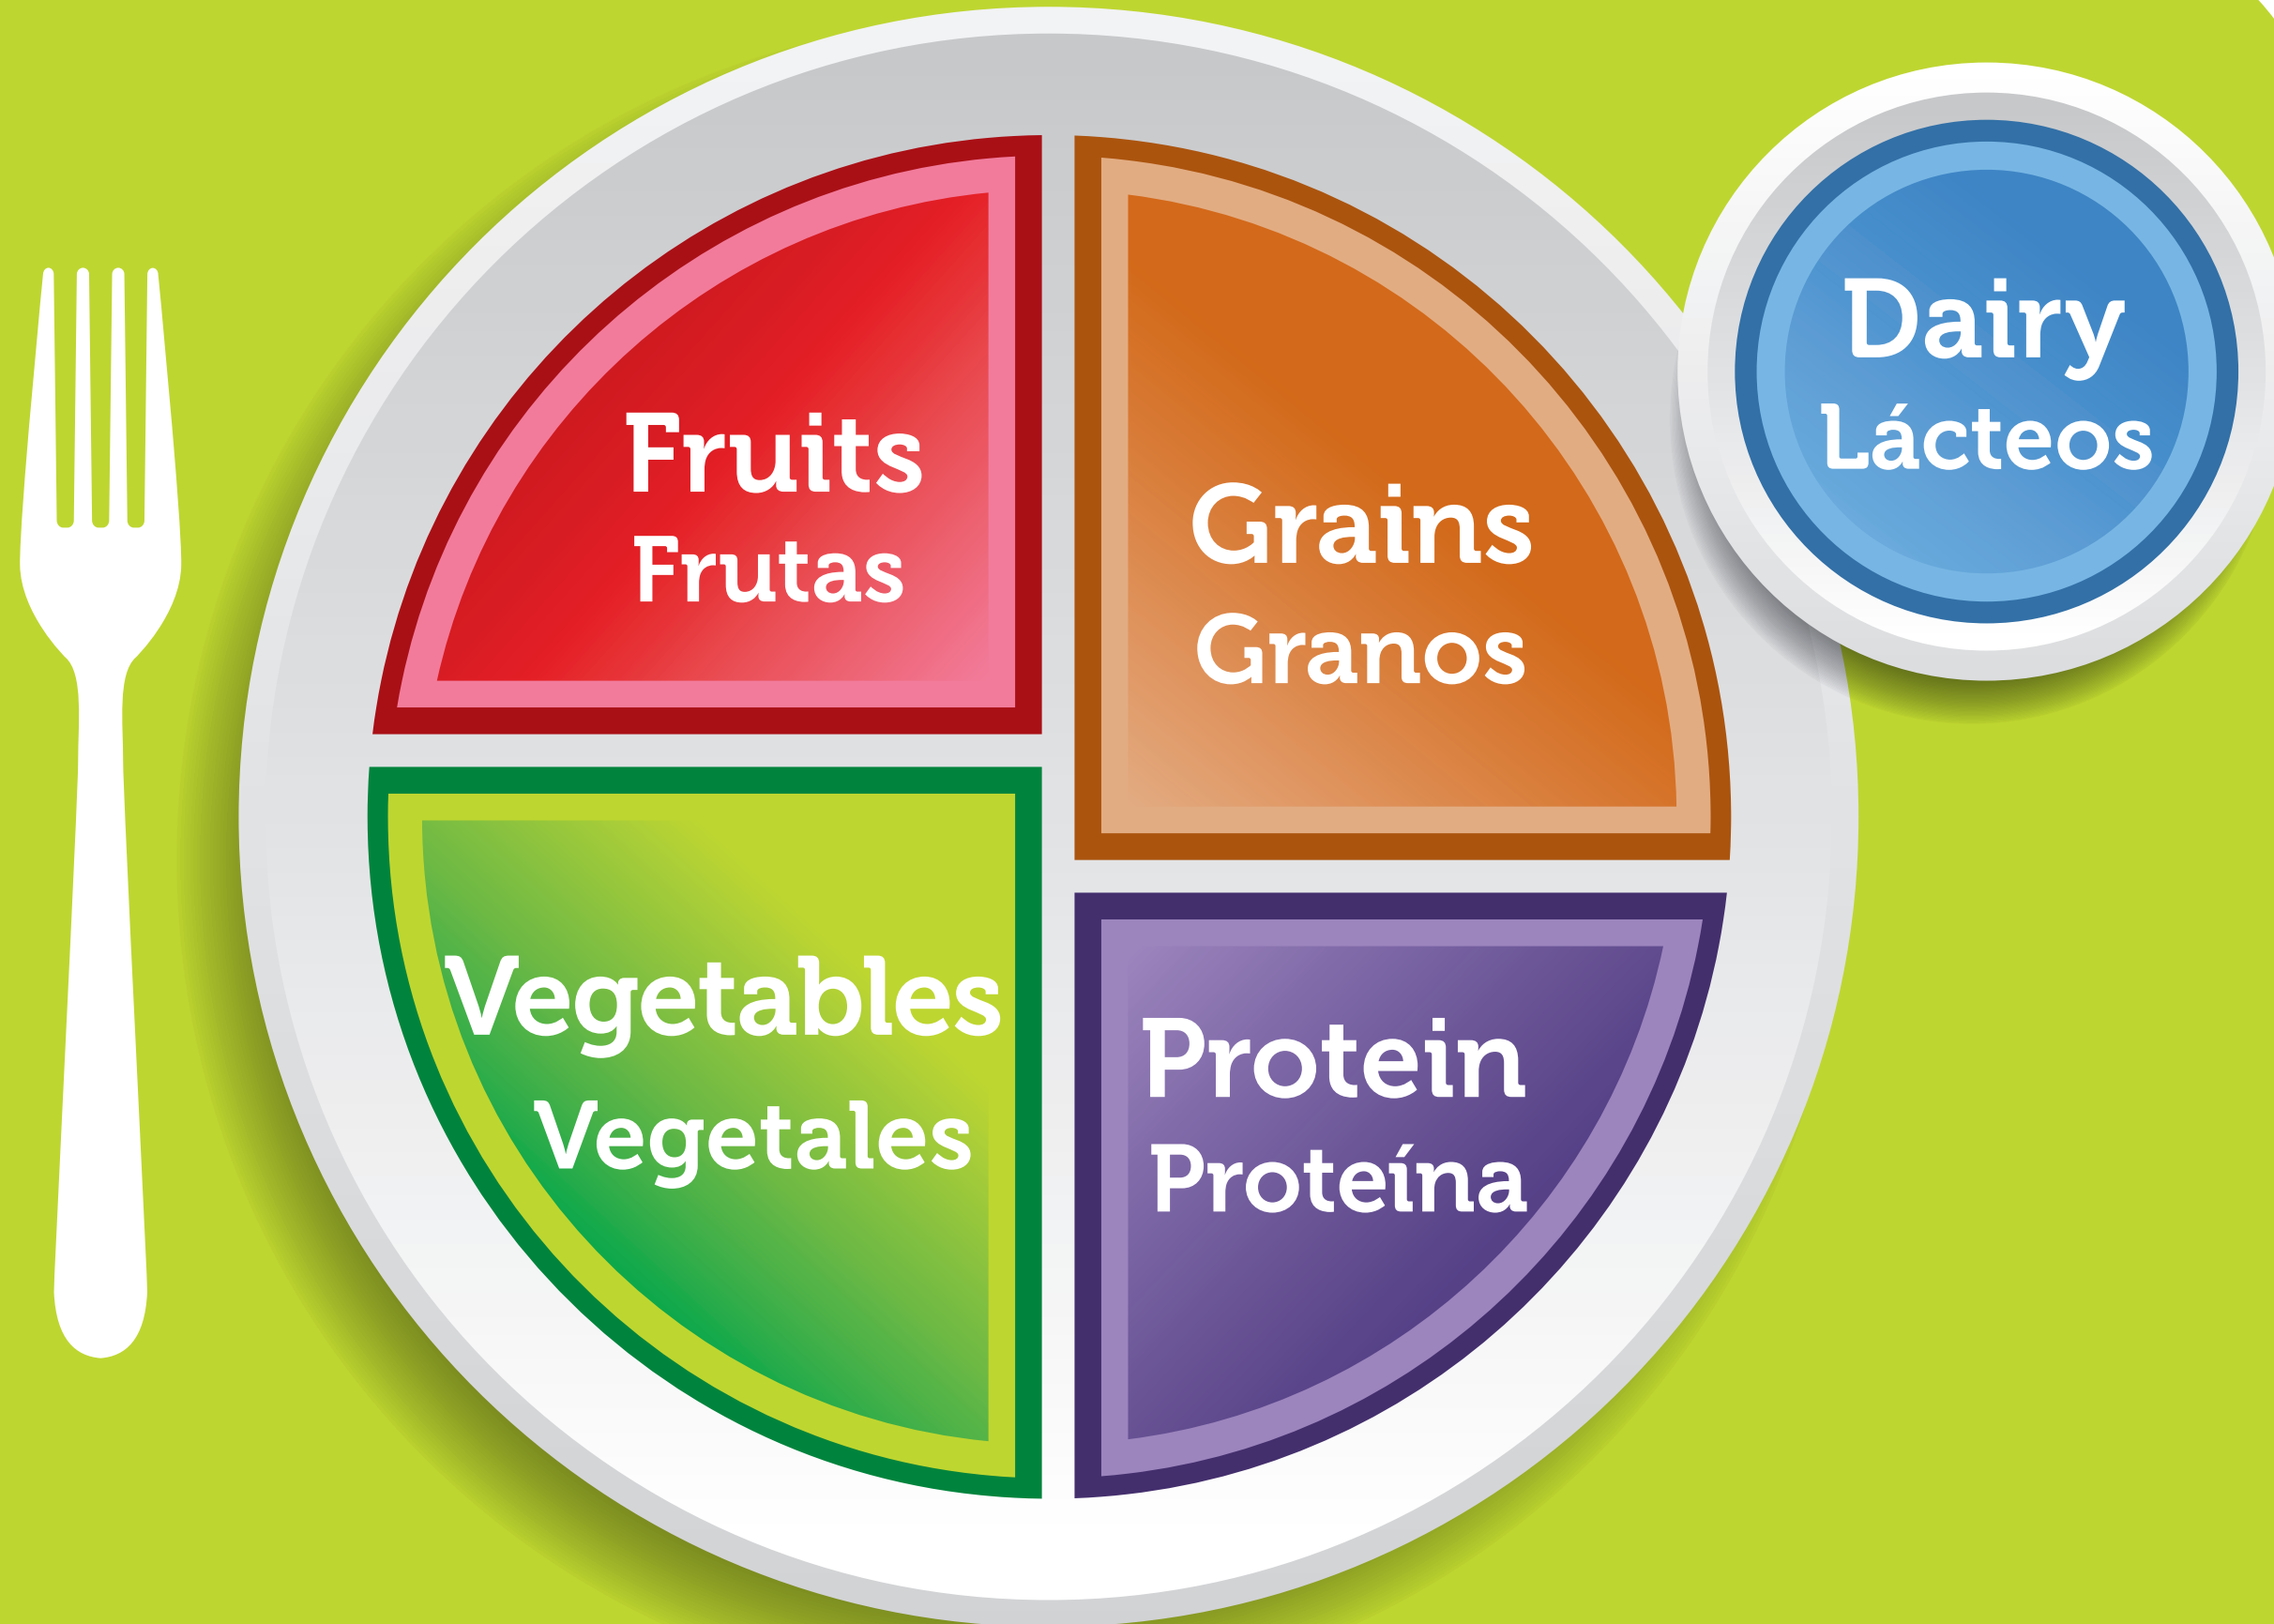 Fruits
Frutas
Grains
Granos
Dairy
Lácteos
Vegetables
Vegetales
Protein
Proteína